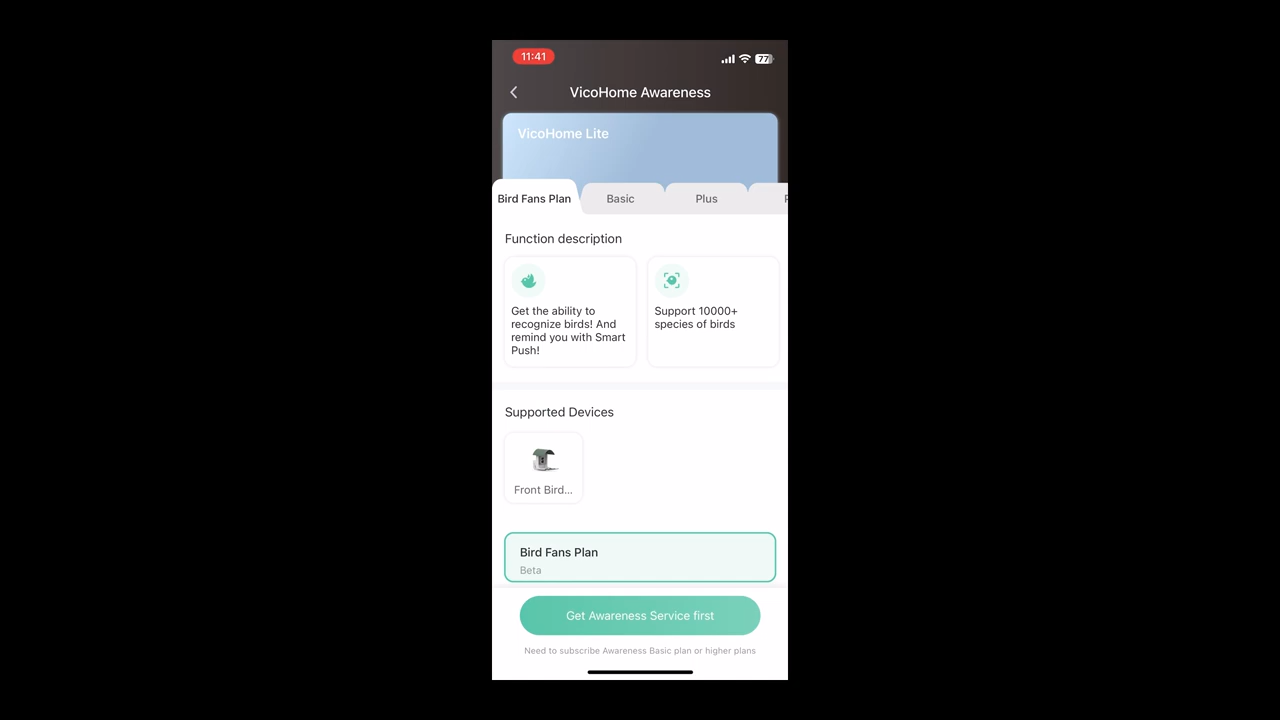 11:41
77
VicoHome Awareness
VicoHome Lite
Bird Fans Plan
Basic
Plus
Function description
Get the ability to
recognize birds! And
remind you with Smart
Push!
Support 10000+
species of birds
Supported Devices
Front Bird...
Bird Fans Plan
Beta
Get Awareness Service first
Need to subscribe Awareness Basic plan or higher plans